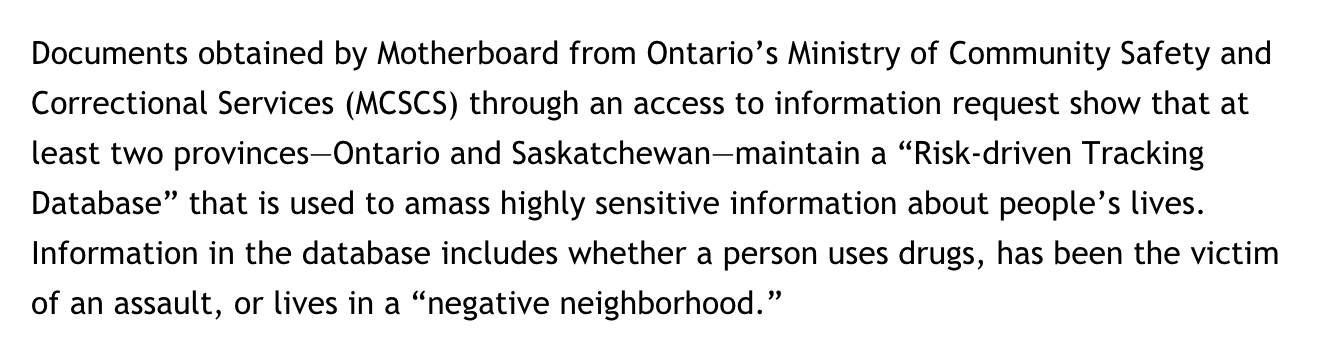 Documents obtained by Motherboard from Ontario’s Ministry of Community Safety and
Correctional Services (MCSCS) through an access to information request show that at
least two provinces—Ontario and Saskatchewan—maintain a “Risk-driven Tracking
Database” that is used to amass highly sensitive information about people’s lives.
Information in the database includes whether a person uses drugs, has been the victim
of an assault, or lives in a “negative neighborhood.”